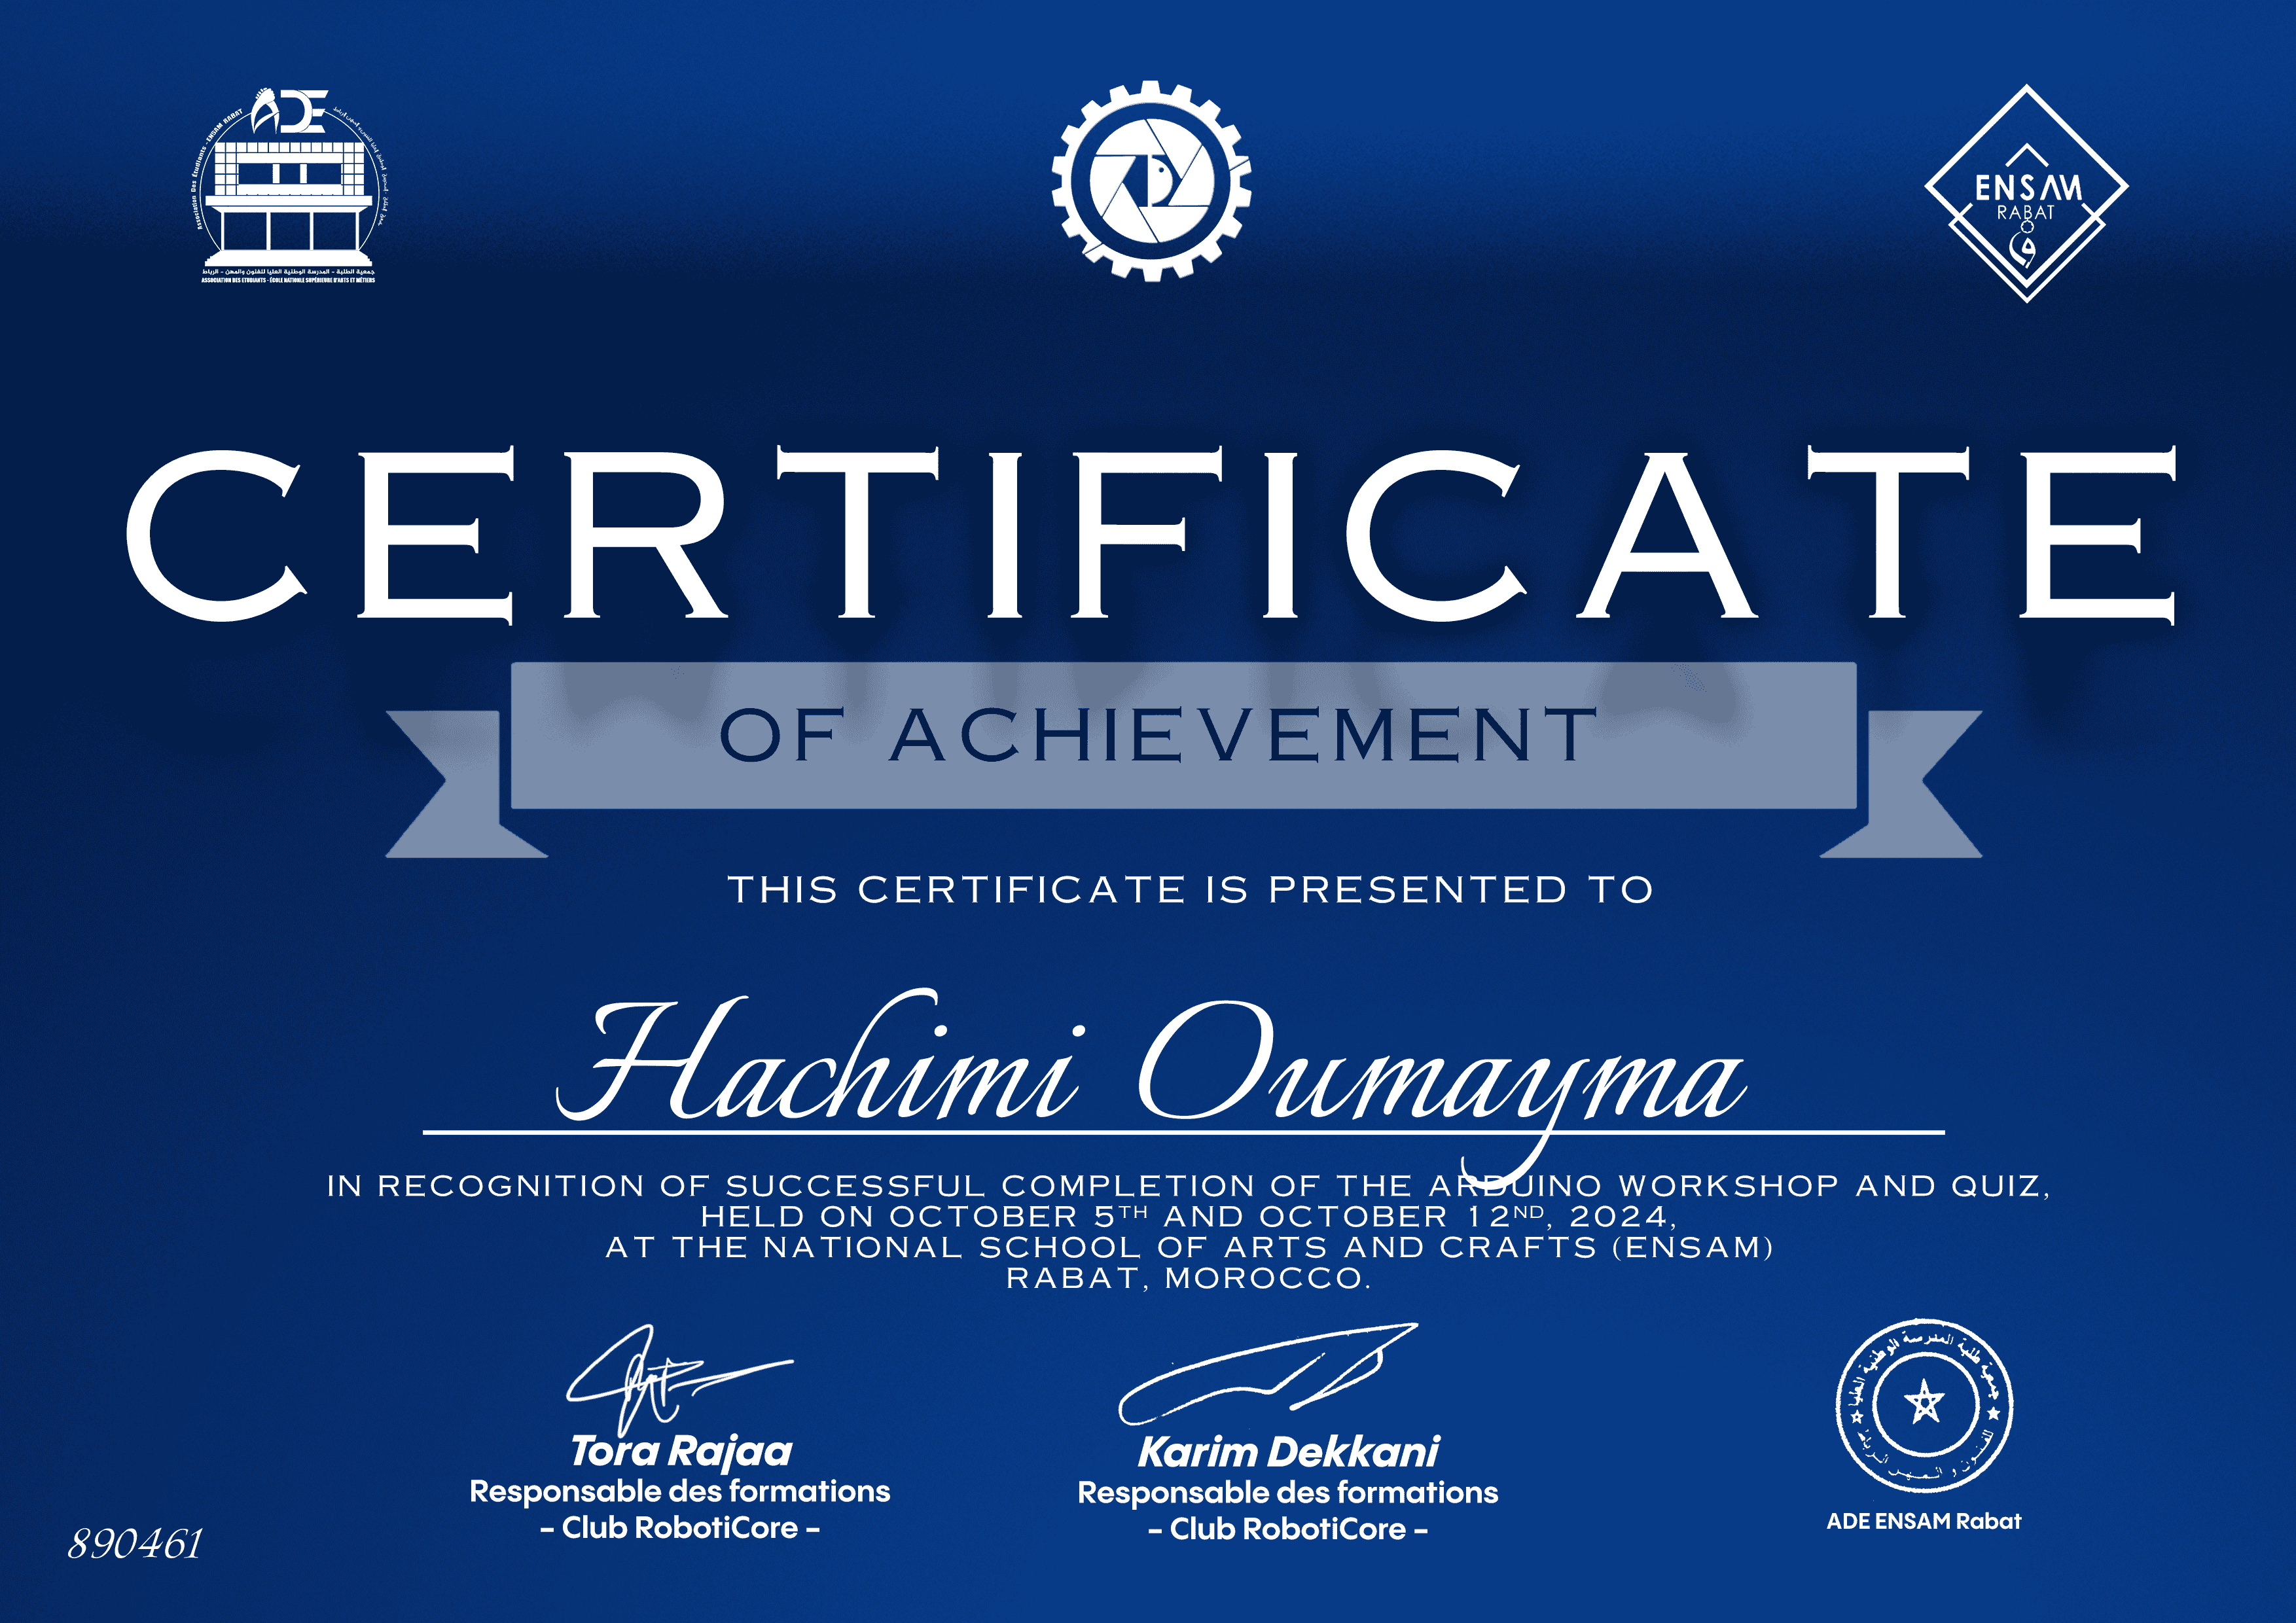 ADE
Association Des Etudiants - ENSAM RABAT
جمعية الطلبة - المدرسة الوطنية العليا للفنون والمهن - الرباط
ASSOCIATION DES ETUDIANTS - ÉCOLE NATIONALE SUPÉRIEURE D'ARTS ET MÉTIERS
ENSAM
RABAT
CERTIFICATE
OF ACHIEVEMENT
THIS CERTIFICATE IS PRESENTED TO
Hachimi Oumayma
IN RECOGNITION OF SUCCESSFUL COMPLETION OF THE ARDUINO WORKSHOP AND QUIZ,
HELD ON OCTOBER 5TH AND OCTOBER 12ND, 2024,
AT THE NATIONAL SCHOOL OF ARTS AND CRAFTS (ENSAM)
RABAT, MOROCCO.
Tora Rajaa
Responsable des formations
- Club RobotiCore -
Karim Dekkani
Responsable des formations
- Club RobotiCore -
جمعية طلبة المدرسة الوطنية العليا
للفنون و المهن الرباط
ADE ENSAM Rabat
890461